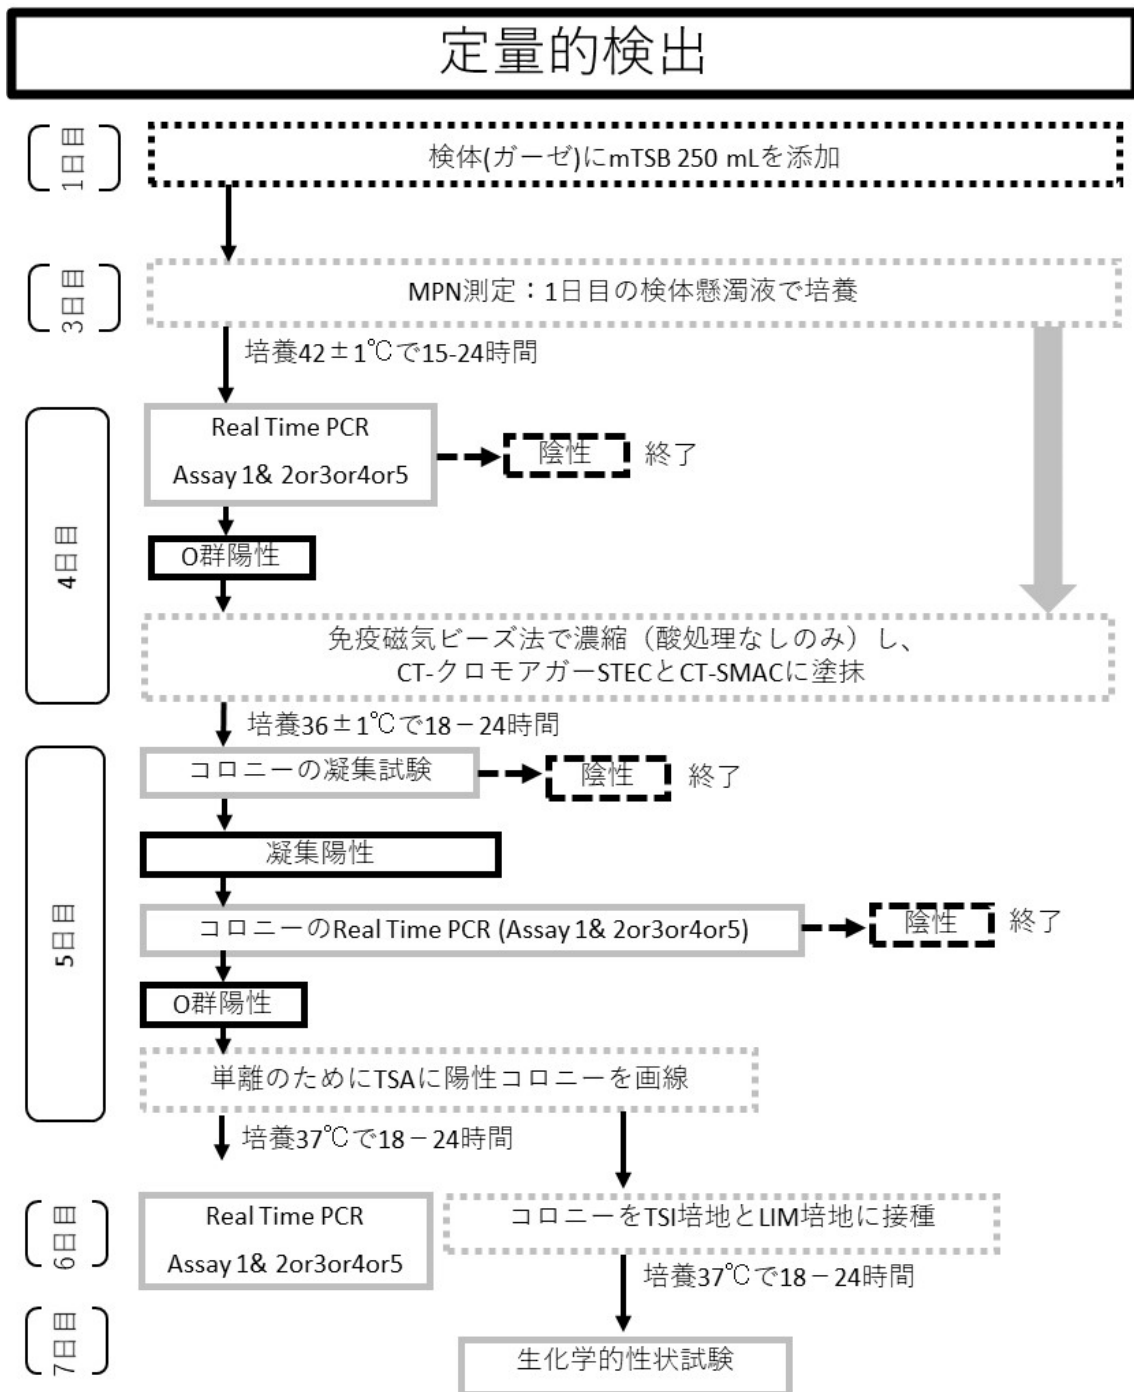 定量的検出
1日目
検体(ガーゼ)にmTSB 250 mLを添加
3日目
MPN測定：1日目の検体懸濁液で培養
培養42±1℃で15-24時間
4日目
Real Time PCR
Assay 1& 2or3or4or5
陰性
終了
O群陽性
免疫磁気ビーズ法で濃縮（酸処理なしのみ）し、
CT-クロモアガーSTECとCT-SMACに塗抹
培養36±1℃で18－24時間
5日目
コロニーの凝集試験
陰性
終了
凝集陽性
コロニーのReal Time PCR (Assay 1& 2or3or4or5)
陰性
終了
O群陽性
単離のためにTSAに陽性コロニーを画線
培養37℃で18－24時間
6日目
Real Time PCR
Assay 1& 2or3or4or5
コロニーをTSI培地とLIM培地に接種
培養37℃で18－24時間
7日目
生化学的性状試験